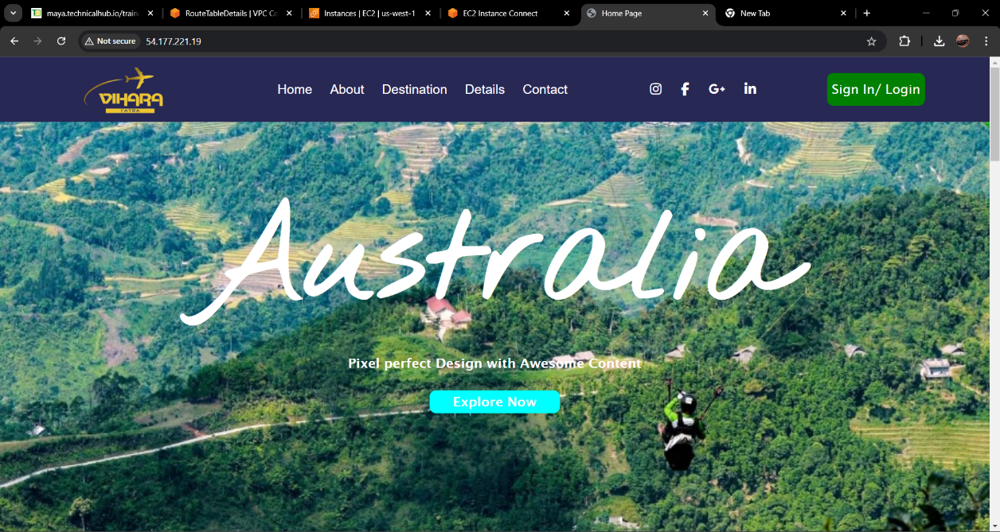 maya.technicalhub.io/train
RouteTableDetails | VPC Co
Instances | EC2 | us-west-1
EC2 Instance Connect
Home Page
New Tab
Not secure
54.177.221.19
DIHARA
YATRA
Home
About
Destination
Details
Contact
G+
in
Sign In/ Login
Australia
Pixel perfect Design with Awesome Content
Explore Now